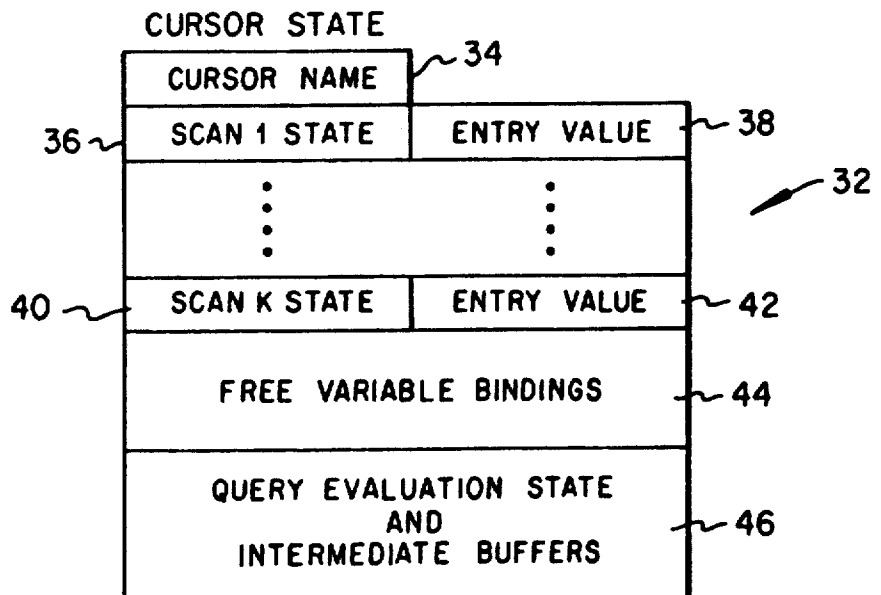 CURSOR STATE
CURSOR NAME 34
36 SCAN 1 STATE ENTRY VALUE 38
32
40 SCAN K STATE ENTRY VALUE 42
FREE VARIABLE BINDINGS 44
QUERY EVALUATION STATE
AND 46
INTERMEDIATE BUFFERS